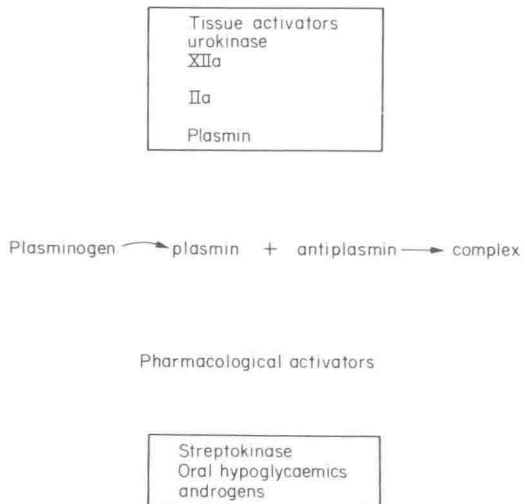 Tissue activators
urokinase
XIIa
IIa
Plasmin
Plasminogen plasmin + antiplasmin complex
Pharmacological activators
Streptokinase
Oral hypoglycaemics
androgens